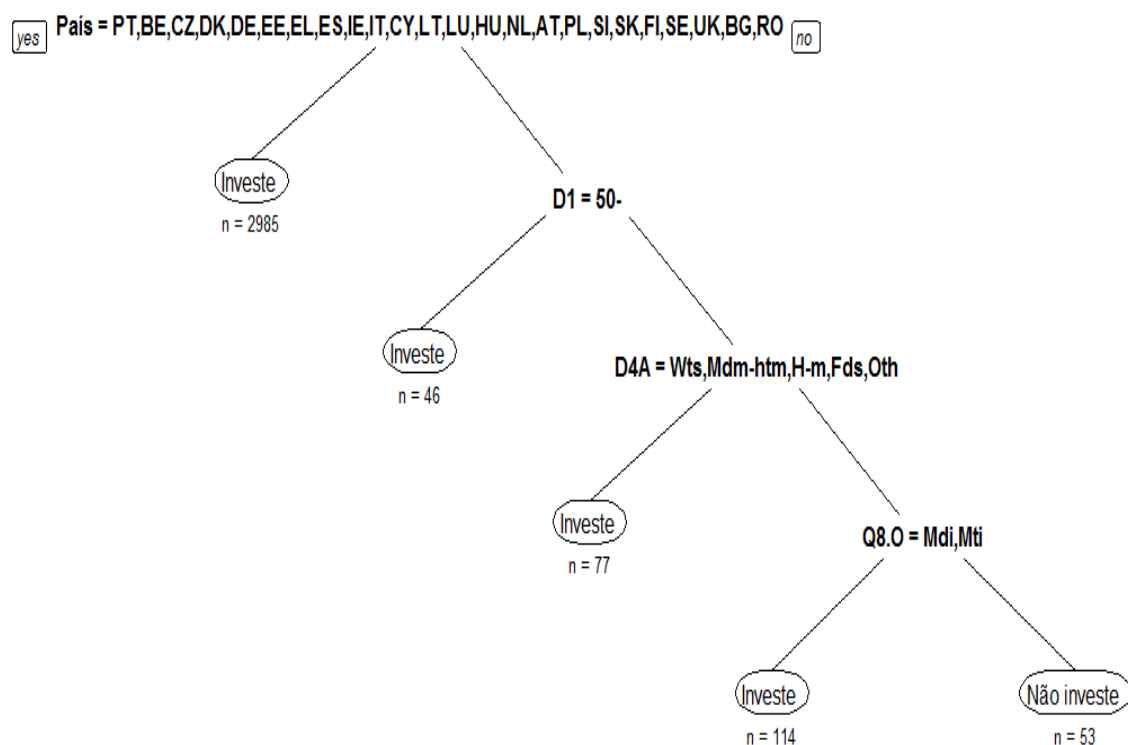 yes País = PT,BE,CZ,DK,DE,EE,EL,ES,IE,IT,CY,LT,LU,HU,NL,AT,PL,SI,SK,FI,SE,UK,BG,RO no
Investe
n = 2985
D1 = 50-
Investe
n = 46
D4A = Wts,Mdm-htm,H-m,Fds,Oth
Investe
n = 77
Q8.O = Mdi,Mti
Investe Não investe
n = 114 n = 53